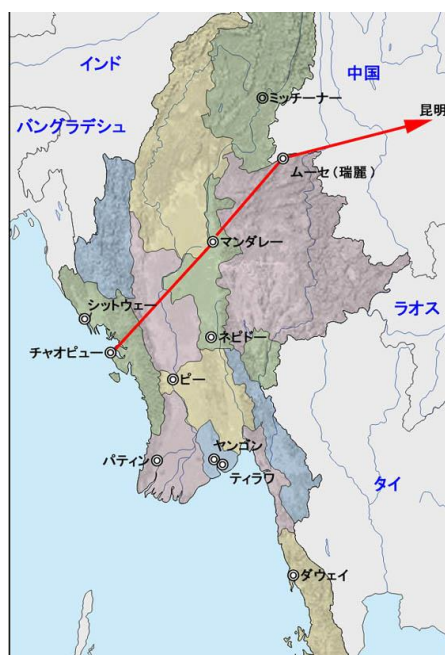 インド
中国
ミッチーナー
昆明
バングラデシュ
ムーセ（瑞麗）
マンダレー
シットウェー
ラオス
ネピドー
チャオピュー
ピー
ヤンゴン
パティン
ティラワ
タイ
ダウェイ